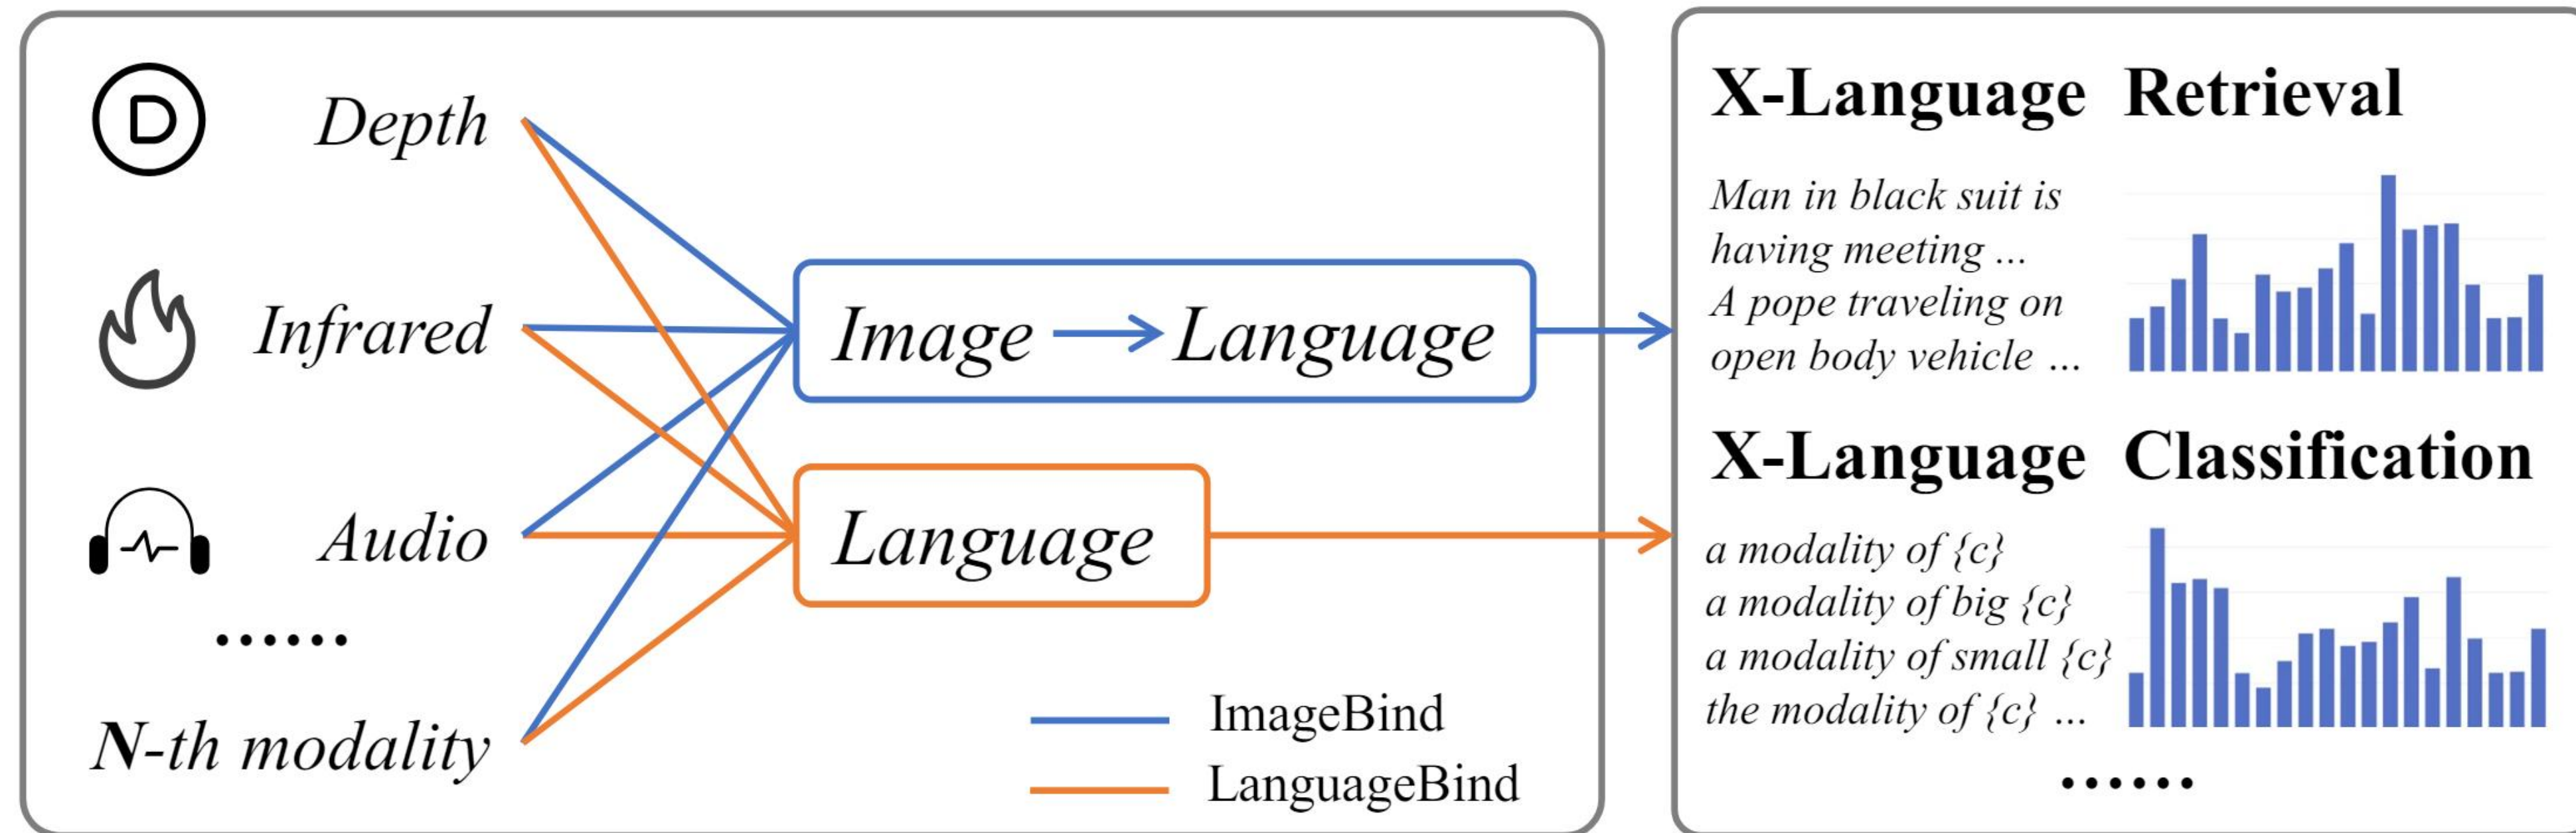 D
Depth
Infrared
Audio
......
N-th modality
Image → Language
Language
ImageBind
LanguageBind
X-Language Retrieval
Man in black suit is
having meeting ...
A pope traveling on
open body vehicle ...
X-Language Classification
a modality of {c}
a modality of big {c}
a modality of small {c}
the modality of {c} ...
......